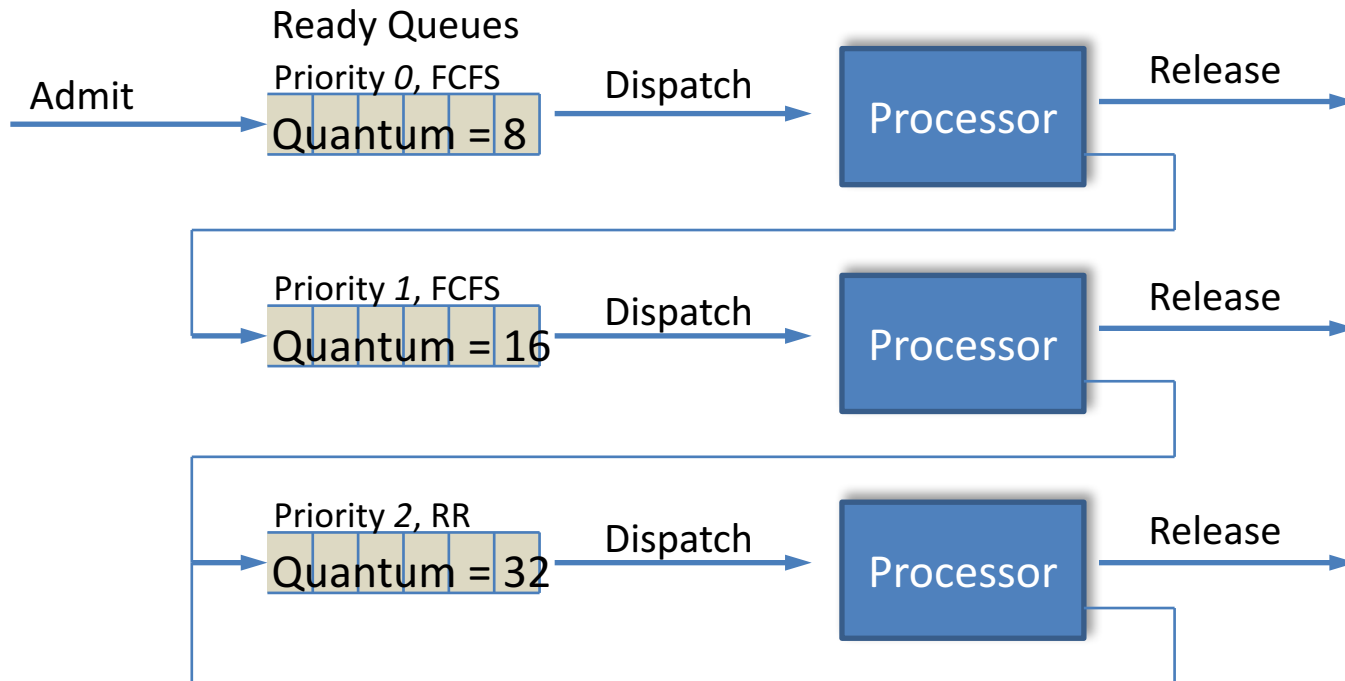 Ready Queues
Priority 0, FCFS
Admit
Dispatch
Release
Quantum = 8
Processor
Priority 1, FCFS
Dispatch
Release
Quantum = 16
Processor
Priority 2, RR
Dispatch
Release
Quantum = 32
Processor